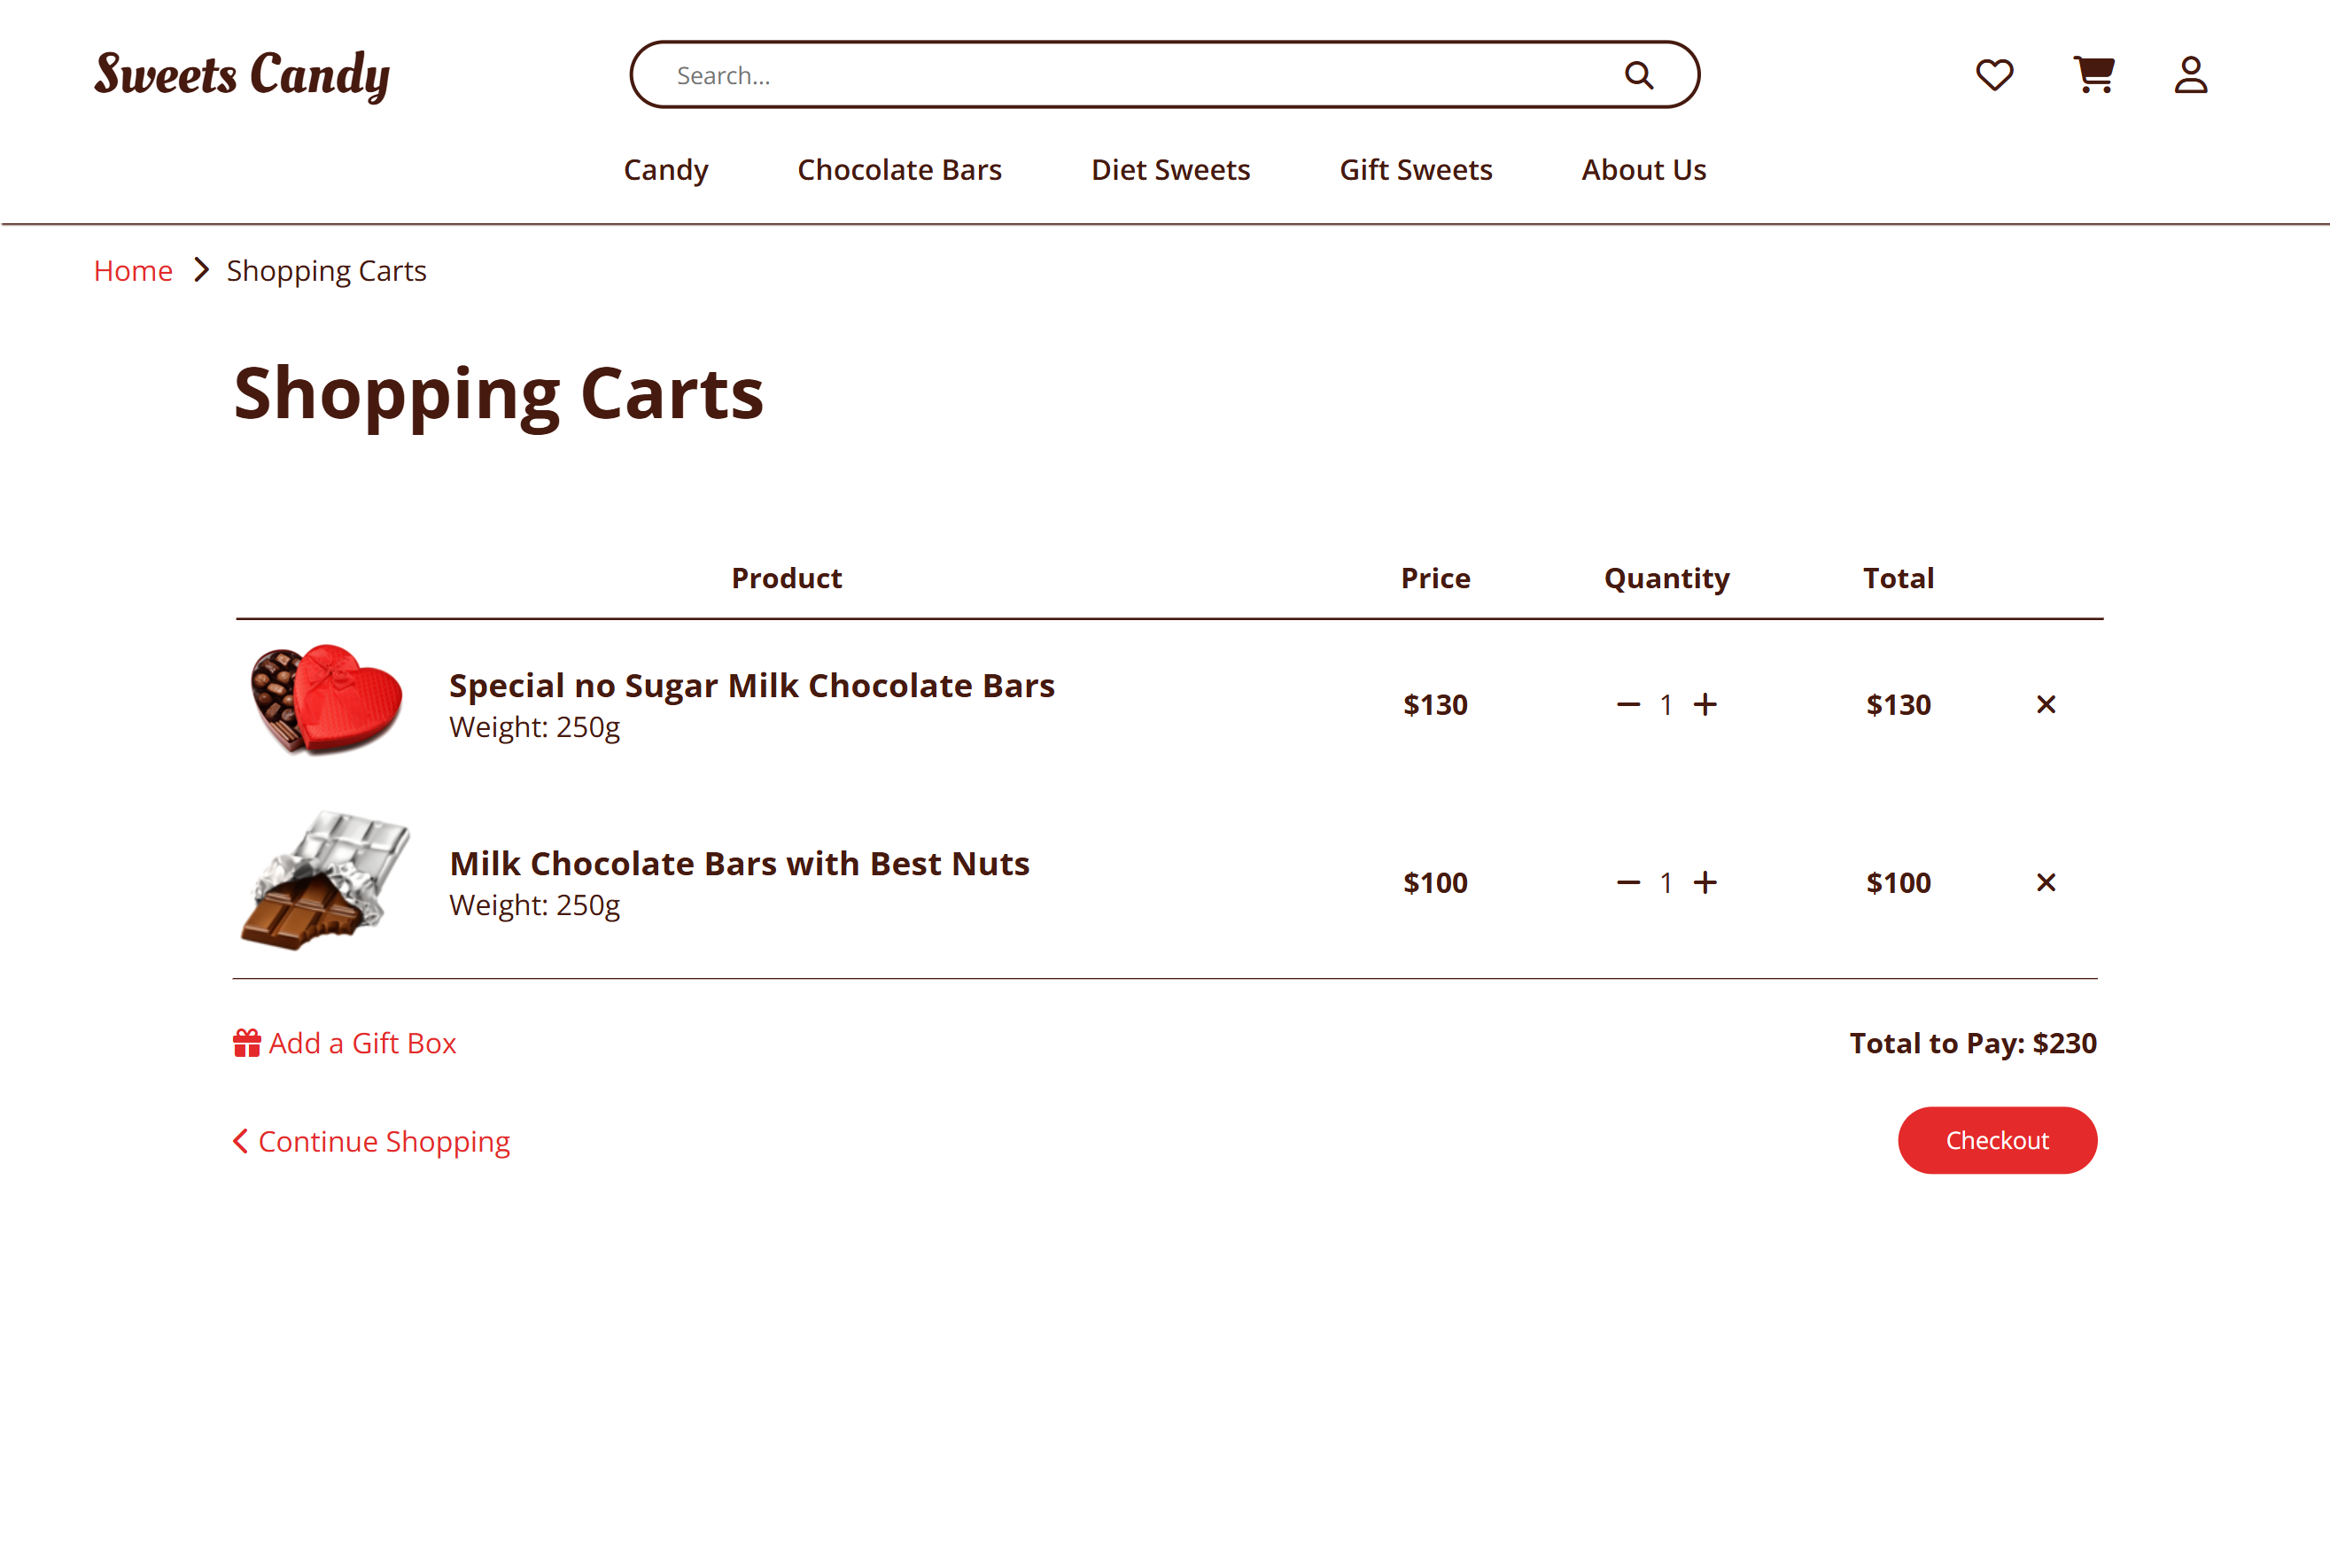 Sweets Candy
Search...
Candy Chocolate Bars Diet Sweets Gift Sweets About Us
Home Shopping Carts
Shopping Carts
Product Price Quantity Total
Special no Sugar Milk Chocolate Bars
Weight: 250g
$130 1 $130
Milk Chocolate Bars with Best Nuts
Weight: 250g
$100 1 $100
Add a Gift Box Total to Pay: $230
Continue Shopping Checkout